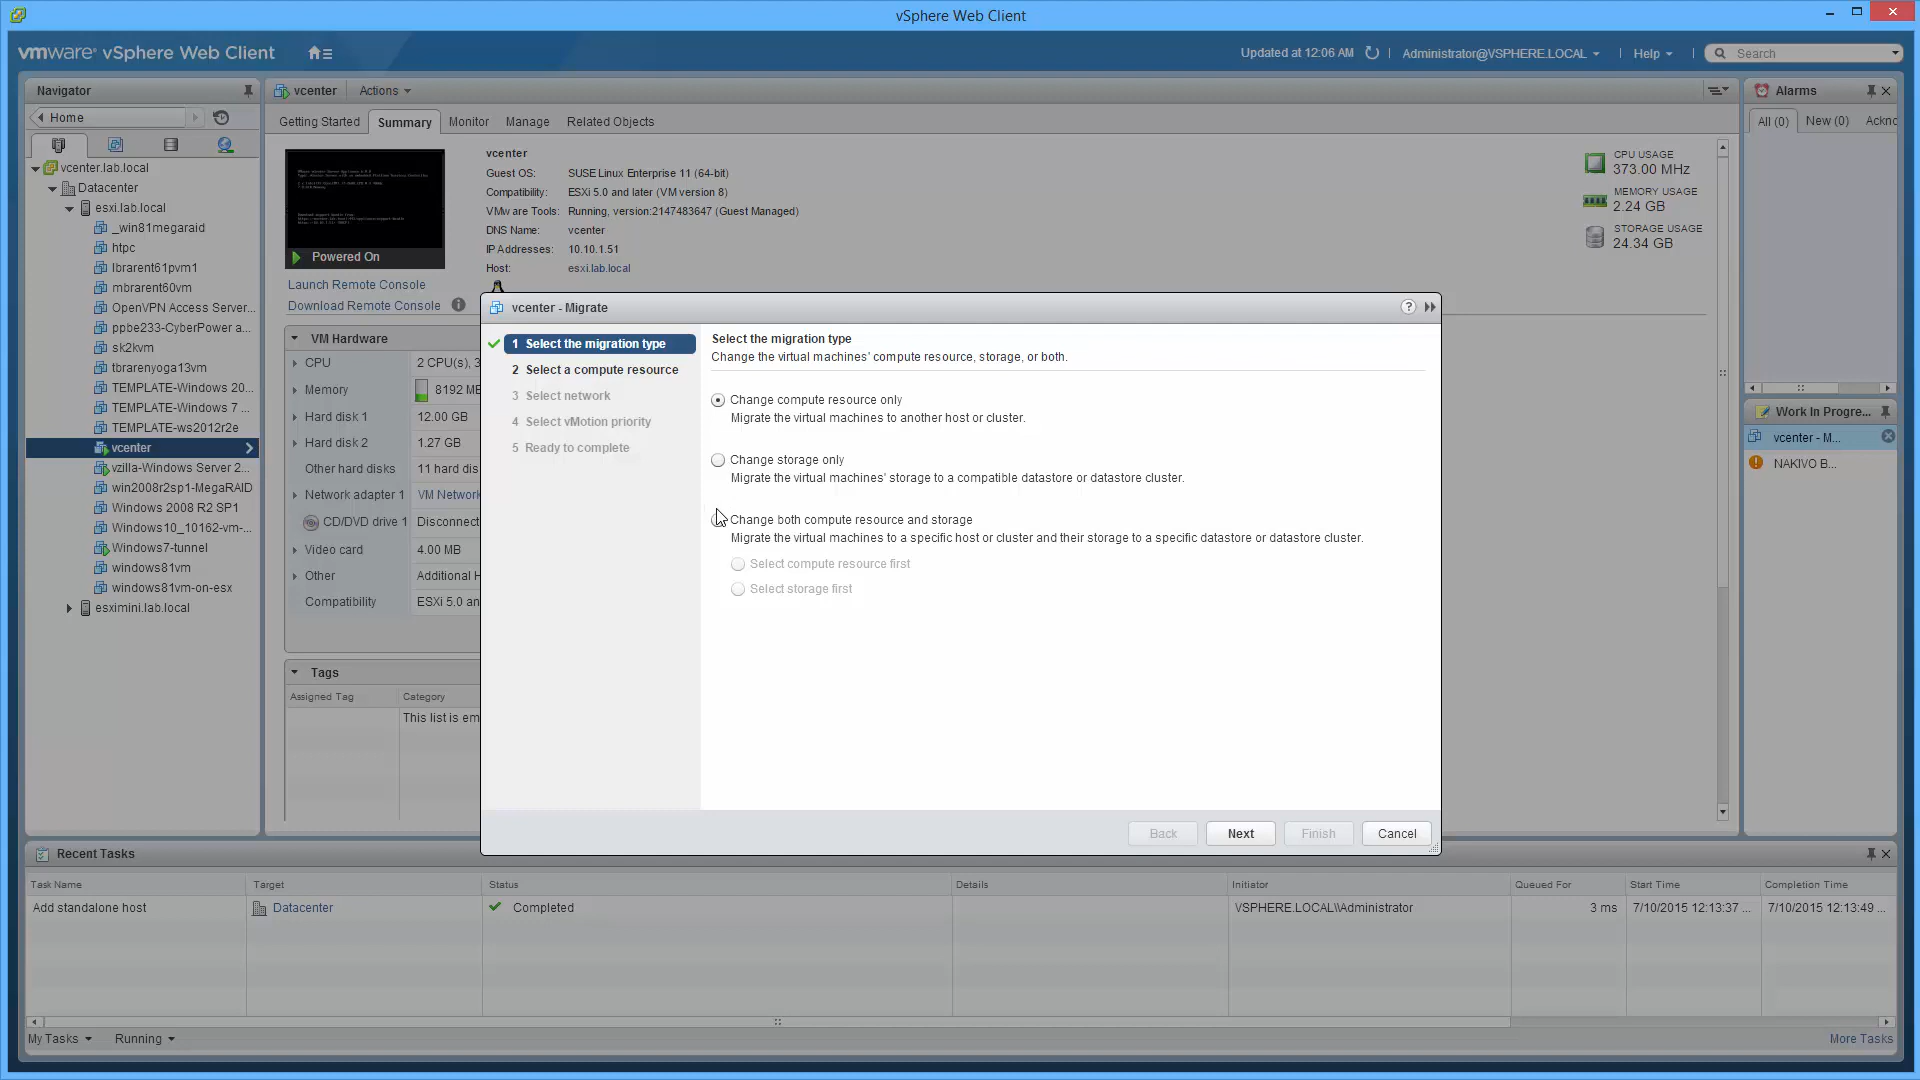 vSphere Web Client
vmware® vSphere Web Client
Updated at 12:06 AM
Administrator@VSPHERE.LOCAL
Help
Search
Navigator
Home
vcenter.lab.local
Datacenter
esxi.lab.local
_win81megaraid
htpc
lbrarent61pvm1
mbrarent60vm
OpenVPN Access Server...
ppbe233-CyberPower a...
sk2kvm
tbrarenyoga13vm
TEMPLATE-Windows 20...
TEMPLATE-Windows 7 ...
TEMPLATE-ws2012r2e
vcenter
vzilla-Windows Server 2...
win2008r2sp1-MegaRAID
Windows 2008 R2 SP1
Windows10_10162-vm-...
Windows7-tunnel
windows81vm
windows81vm-on-esx
esximini.lab.local
vcenter
Actions
Getting Started
Summary
Monitor
Manage
Related Objects
Powered On
Launch Remote Console
Download Remote Console
vcenter
Guest OS: SUSE Linux Enterprise 11 (64-bit)
Compatibility: ESXi 5.0 and later (VM version 8)
VMware Tools: Running, version:2147483647 (Guest Managed)
DNS Name: vcenter
IP Addresses: 10.10.1.51
Host: esxi.lab.local
CPU USAGE
373.00 MHz
MEMORY USAGE
2.24 GB
STORAGE USAGE
24.34 GB
VM Hardware
CPU 2 CPU(s), 3
Memory 8192 MB
Hard disk 1 12.00 GB
Hard disk 2 1.27 GB
Other hard disks 11 hard dis
Network adapter 1 VM Network
CD/DVD drive 1 Disconnect
Video card 4.00 MB
Other Additional H
Compatibility ESXi 5.0 an
Tags
Assigned Tag Category
This list is em
vcenter - Migrate
?
1 Select the migration type
2 Select a compute resource
3 Select network
4 Select vMotion priority
5 Ready to complete
Select the migration type
Change the virtual machines' compute resource, storage, or both.
Change compute resource only
Migrate the virtual machines to another host or cluster.
Change storage only
Migrate the virtual machines' storage to a compatible datastore or datastore cluster.
Change both compute resource and storage
Migrate the virtual machines to a specific host or cluster and their storage to a specific datastore or datastore cluster.
Select compute resource first
Select storage first
Back
Next
Finish
Cancel
Alarms
All (0)
New (0)
Ackno
Work In Progre...
vcenter - M...
NAKIVO B...
Recent Tasks
Task Name Target Status Details Initiator Queued For Start Time Completion Time
Add standalone host Datacenter Completed VSPHERE.LOCAL\\Administrator 3 ms 7/10/2015 12:13:37 ... 7/10/2015 12:13:49 ...
My Tasks
Running
More Tasks